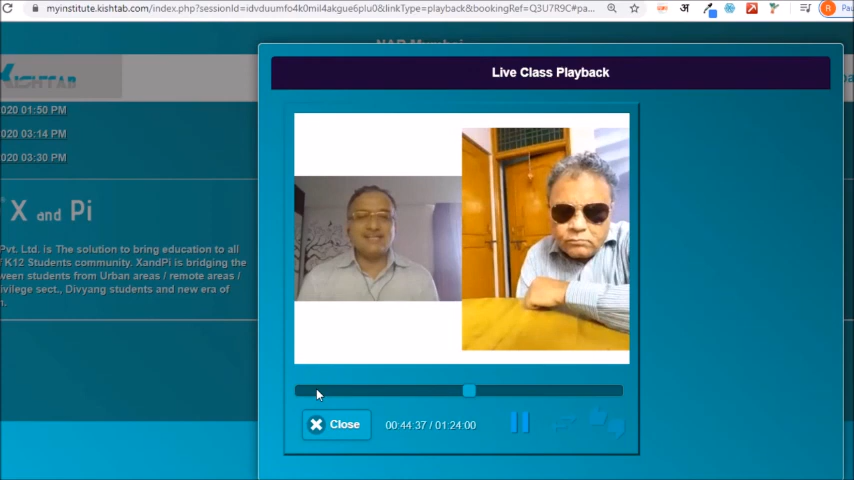 myinstitute.kishtab.com/index.php?sessionId=idvduumfo4k0mil4akgue6plu0&linkType=playback&bookingRef=Q3U7R9C#pa...
अ
R
Pau
Live Class Playback
KISHTAB
020 01:50 PM
020 03:14 PM
020 03:30 PM
X and Pi
Pvt. Ltd. is The solution to bring education to all
f K12 Students community. XandPi is bridging the
ween students from Urban areas / remote areas /
ivilege sect., Divyang students and new era of
n.
Close
00:44:37 / 01:24:00